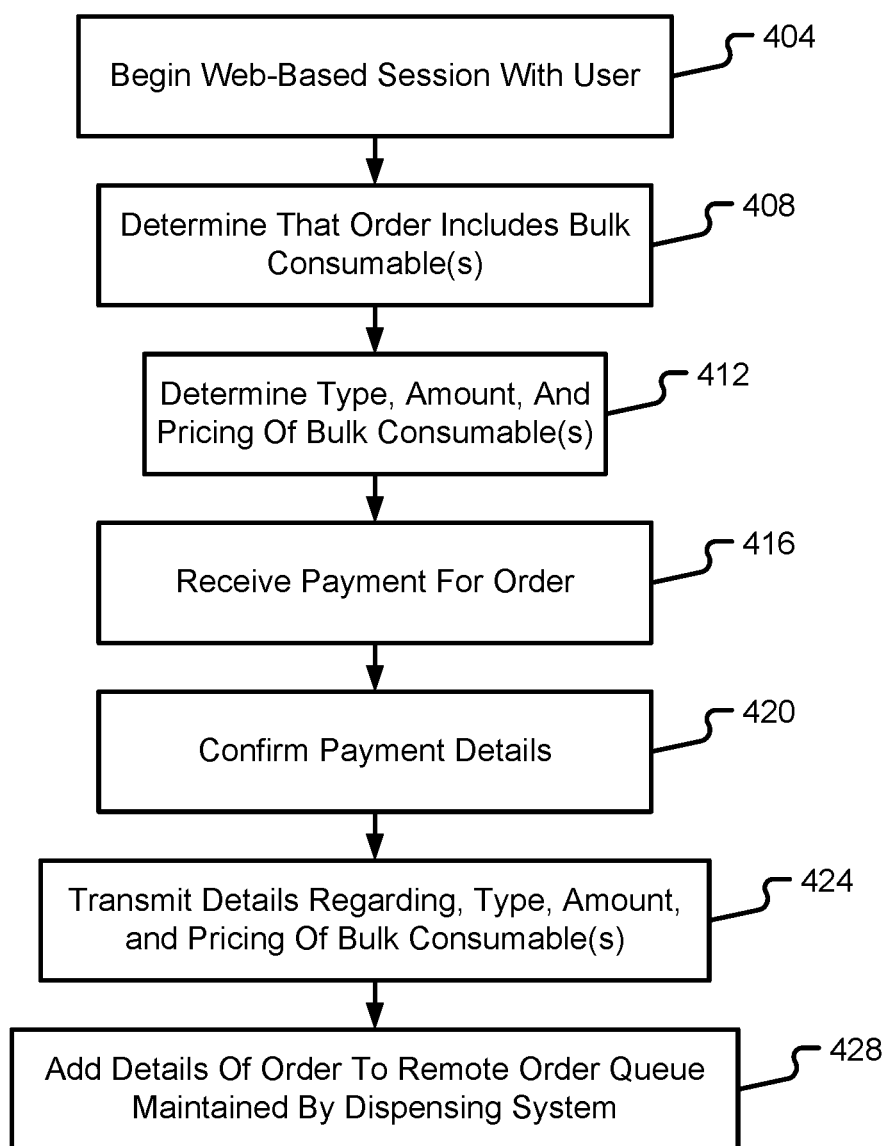 404
Begin Web-Based Session With User
408
Determine That Order Includes Bulk
Consumable(s)
412
Determine Type, Amount, And
Pricing Of Bulk Consumable(s)
416
Receive Payment For Order
420
Confirm Payment Details
424
Transmit Details Regarding, Type, Amount,
and Pricing Of Bulk Consumable(s)
428
Add Details Of Order To Remote Order Queue
Maintained By Dispensing System